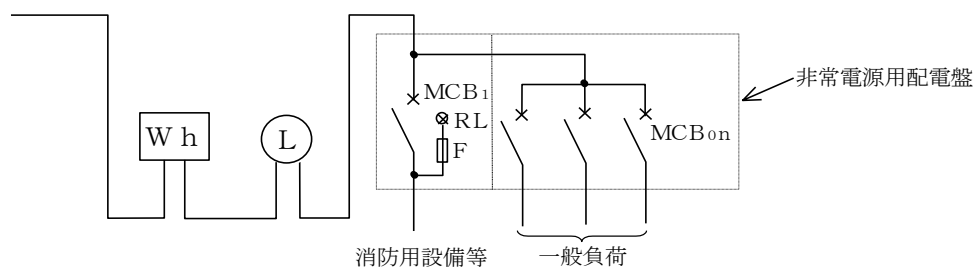 非常電源用配電盤
MCB₁
RL
F
MCB₀n
Wh
L
消防用設備等
一般負荷